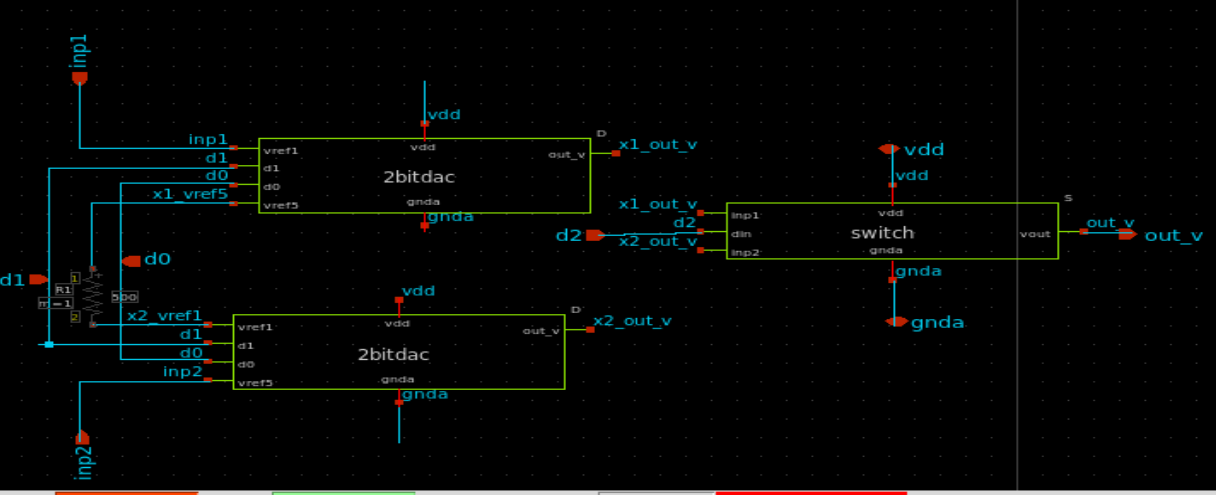 inp1
vdd
D
inp1
vref1
vdd
out_v
x1_out_v
d1
d1
2bitdac
d0
d0
x1_vref5
vref5
gnda
gnda
vdd
vdd
S
x1_out_v
inp1
vdd
d2
d2
din
switch
vout
out_v
out_v
x2_out_v
inp2
gnda
gnda
gnda
d0
d1
1
R1
m=1
500
2
vdd
D
x2_vref1
vref1
vdd
out_v
x2_out_v
d1
d1
2bitdac
d0
d0
inp2
vref5
gnda
gnda
inp2